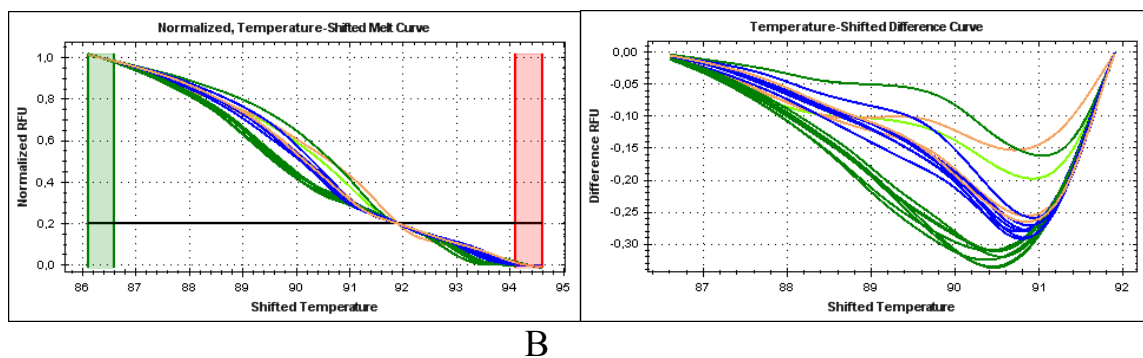 Normalized, Temperature-Shifted Melt Curve
Normalized RFU
1,0
0,8
0,6
0,4
0,2
0,0
86 87 88 89 90 91 92 93 94 95
Shifted Temperature
Temperature-Shifted Difference Curve
Difference RFU
0,00
-0,05
-0,10
-0,15
-0,20
-0,25
-0,30
87 88 89 90 91 92
Shifted Temperature
B